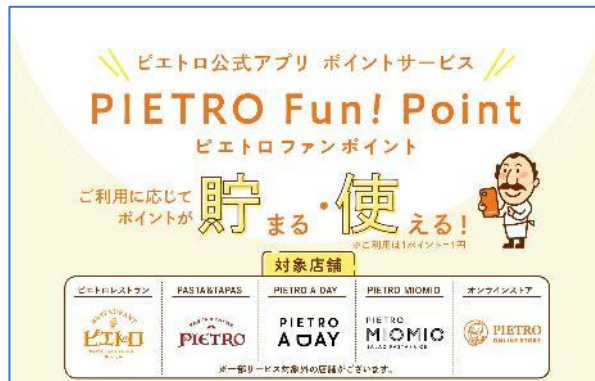 ピエトロ公式アプリ ポイントサービス
PIETRO Fun! Point
ピエトロファンポイント
ご利用に応じて
ポイントが
貯まる・使える!
※ご利用は1ポイント=1円
対象店舗
ピエトロレストラン PASTA&TAPAS PIETRO A DAY PIETRO MIOMIO オンラインストア
RESTAURANT
ピエトロ
PASTA & TAPAS
PIETRO
PIETRO
A DAY
PIETRO
MIOMIO
PIETRO
ONLINE STORE
※一部サービス対象外の店舗がございます。